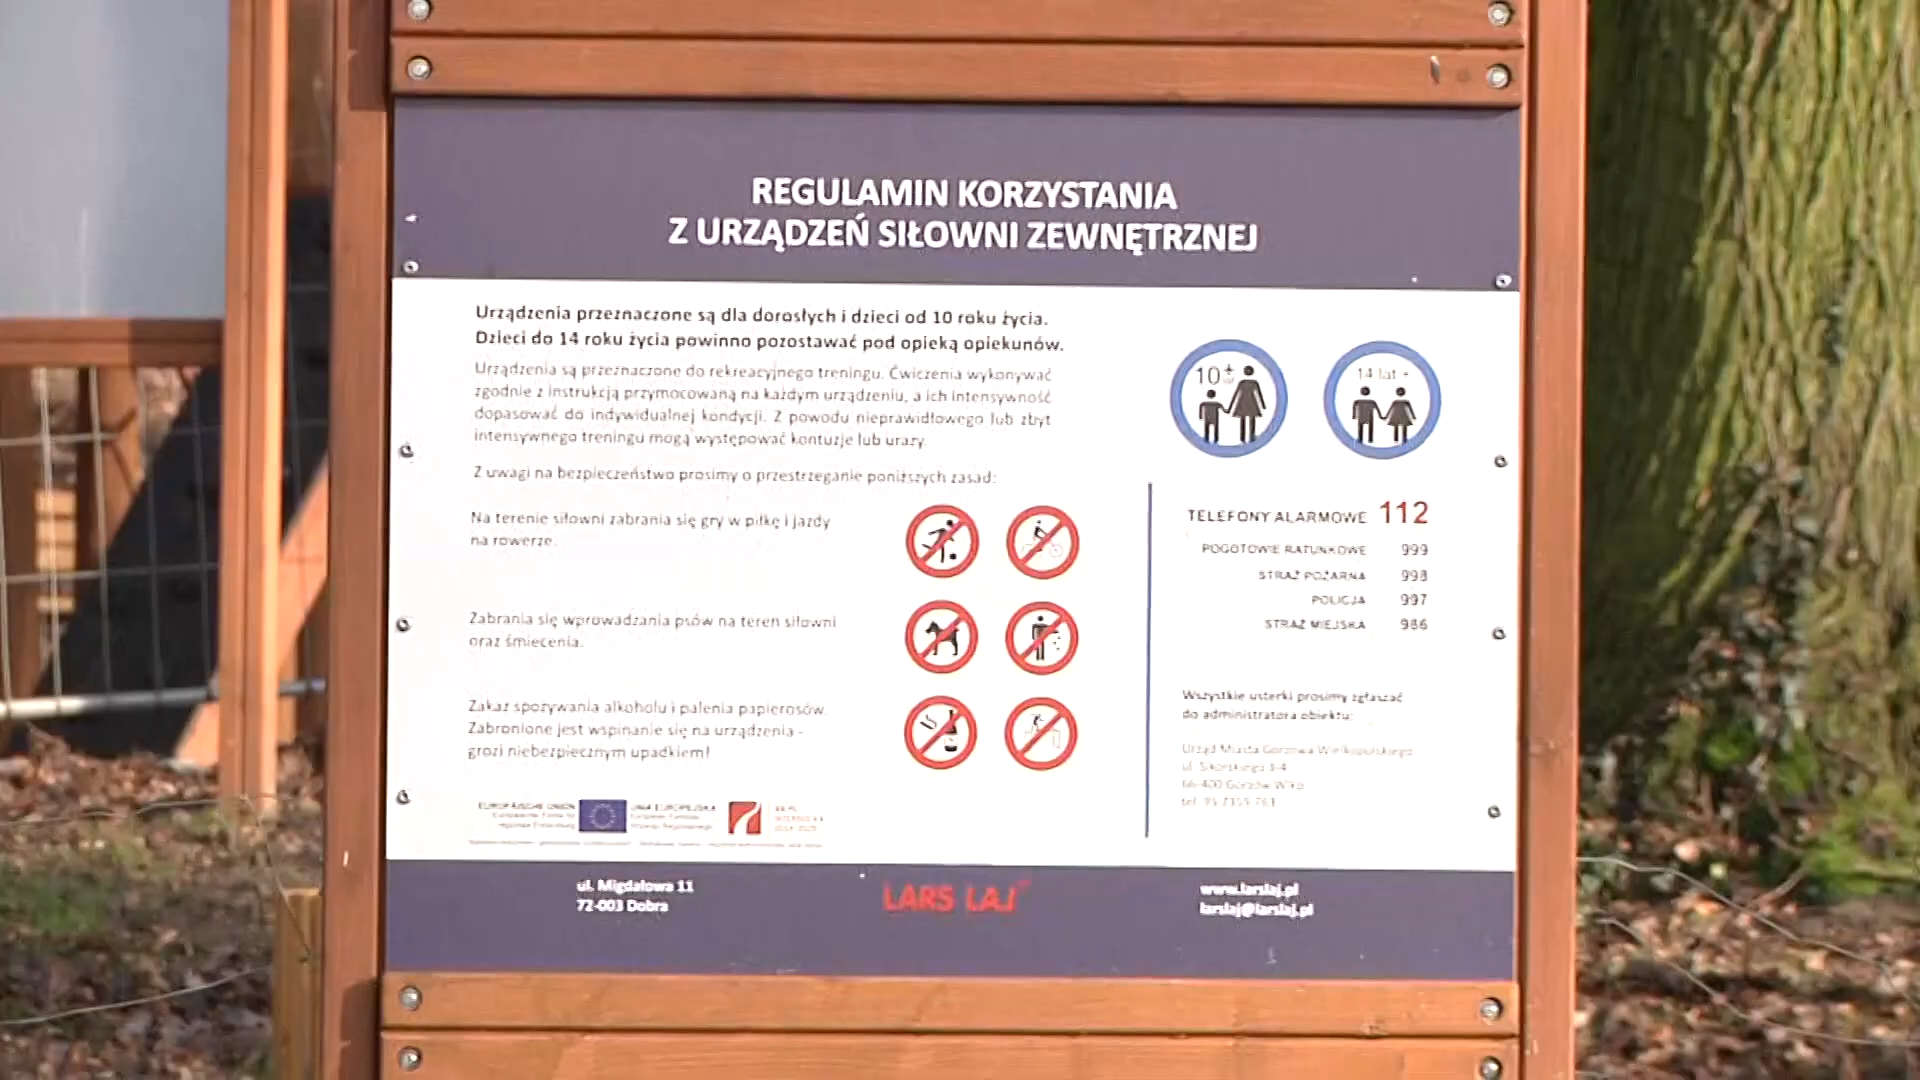 REGULAMIN KORZYSTANIA
Z URZĄDZEŃ SIŁOWNI ZEWNĘTRZNEJ
Urządzenia przeznaczone są dla dorosłych i dzieci od 10 roku życia.
Dzieci do 14 roku życia powinno pozostawać pod opieką opiekunów.
Urządzenia są przeznaczone do rekreacyjnego treningu. Ćwiczenia wykonywać
zgodnie z instrukcją przymocowaną na każdym urządzeniu, a ich intensywność
dopasować do indywidualnej kondycji. Z powodu nieprawidłowego lub zbyt
intensywnego treningu mogą występować kontuzje lub urazy.
Z uwagi na bezpieczeństwo prosimy o przestrzeganie poniższych zasad:
Na terenie siłowni zabrania się gry w piłkę i jazdy
na rowerze.
Zabrania się wprowadzania psów na teren siłowni
oraz śmiecenia.
Zakaz spożywania alkoholu i palenia papierosów.
Zabronione jest wspinanie się na urządzenia -
grozi niebezpiecznym upadkiem!
10+
14 lat -
TELEFONY ALARMOWE 112
POGOTOWIE RATUNKOWE 999
STRAŻ POŻARNA 998
POLICJA 997
STRAŻ MIEJSKA 986
Wszystkie usterki prosimy zgłaszać
do administratora obiektu:
Urząd Miasta Gorzowa Wielkopolskiego
ul. Sikorskiego 3-4
66-400 Gorzów Wlkp
EUROPÄISCHE UNION
UNIA EUROPEJSKA
ul. Migdałowa 11
72-003 Dobra
LARS LAJ
www.larslaj.pl
larslaj@larslaj.pl